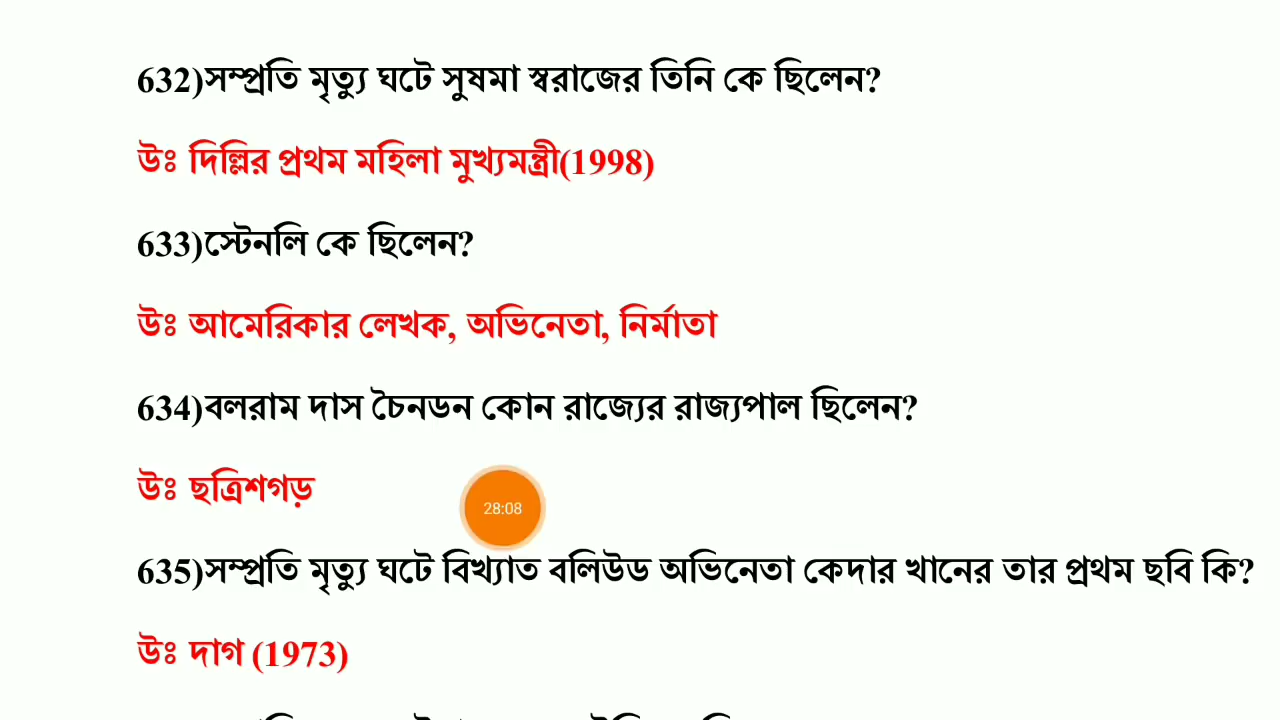 632)সম্প্রতি মৃত্যু ঘটে সুষমা স্বরাজের তিনি কে ছিলেন?
উঃ দিল্লির প্রথম মহিলা মুখ্যমন্ত্রী(1998)
633)স্টেনলি কে ছিলেন?
উঃ আমেরিকার লেখক, অভিনেতা, নির্মাতা
634)বলরাম দাস চৈনডন কোন রাজ্যের রাজ্যপাল ছিলেন?
উঃ ছত্রিশগড়
28:08
635)সম্প্রতি মৃত্যু ঘটে বিখ্যাত বলিউড অভিনেতা কেদার খানের তার প্রথম ছবি কি?
উঃ দাগ (1973)